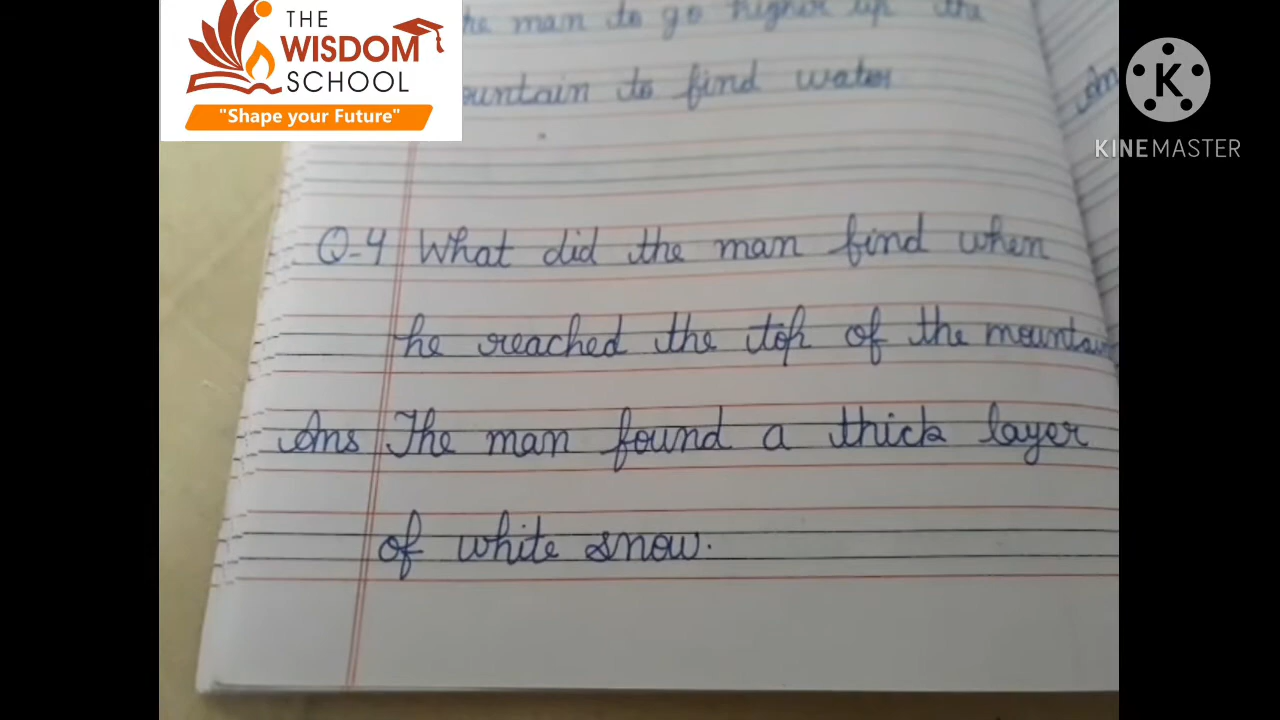 THE
WISDOM
SCHOOL
"Shape your Future"
K
KINEMASTER
he man to go higher up the
ountain to find water
Ans
Q-4 What did the man find when
he reached the top of the mountain
Ans The man found a thick layer
of white snow.